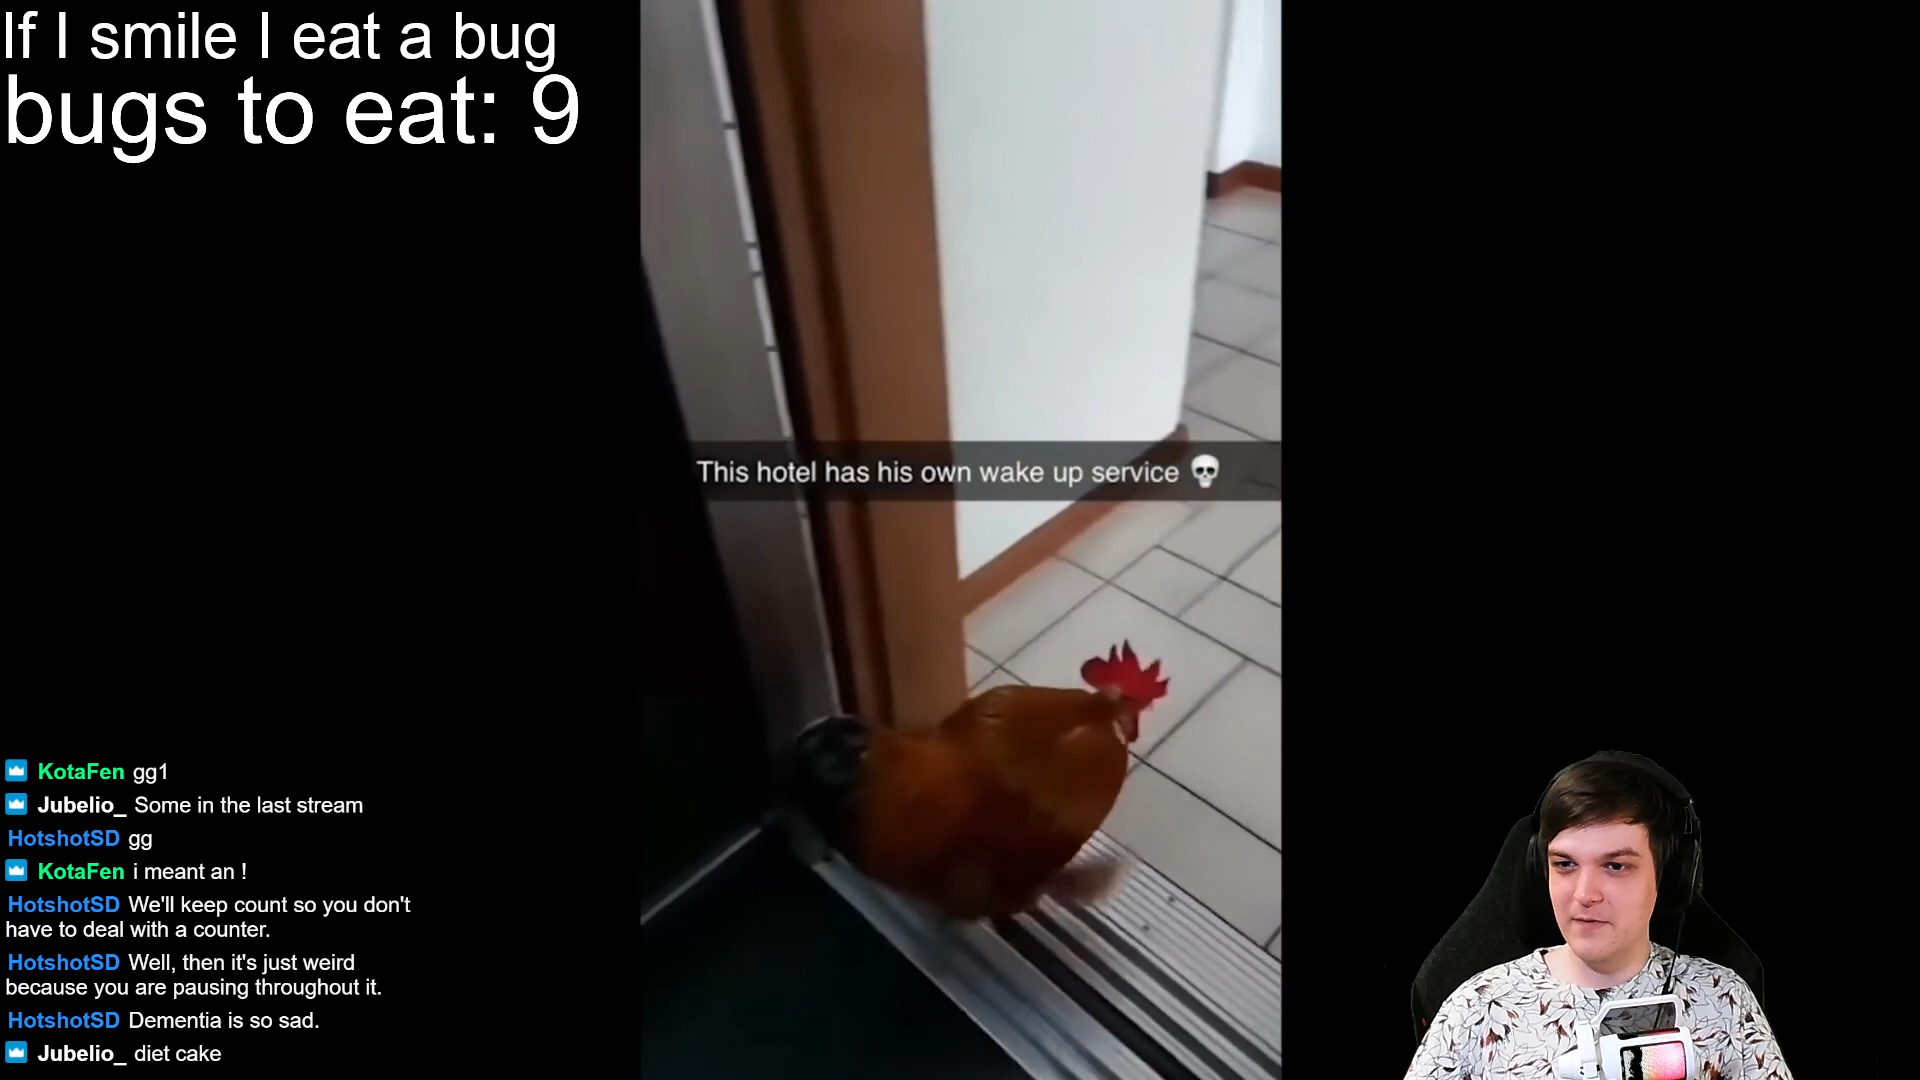 If I smile I eat a bug
bugs to eat: 9
This hotel has his own wake up service 💀
KotaFen gg1
Jubelio_ Some in the last stream
HotshotSD gg
KotaFen i meant an !
HotshotSD We'll keep count so you don't
have to deal with a counter.
HotshotSD Well, then it's just weird
because you are pausing throughout it.
HotshotSD Dementia is so sad.
Jubelio_ diet cake